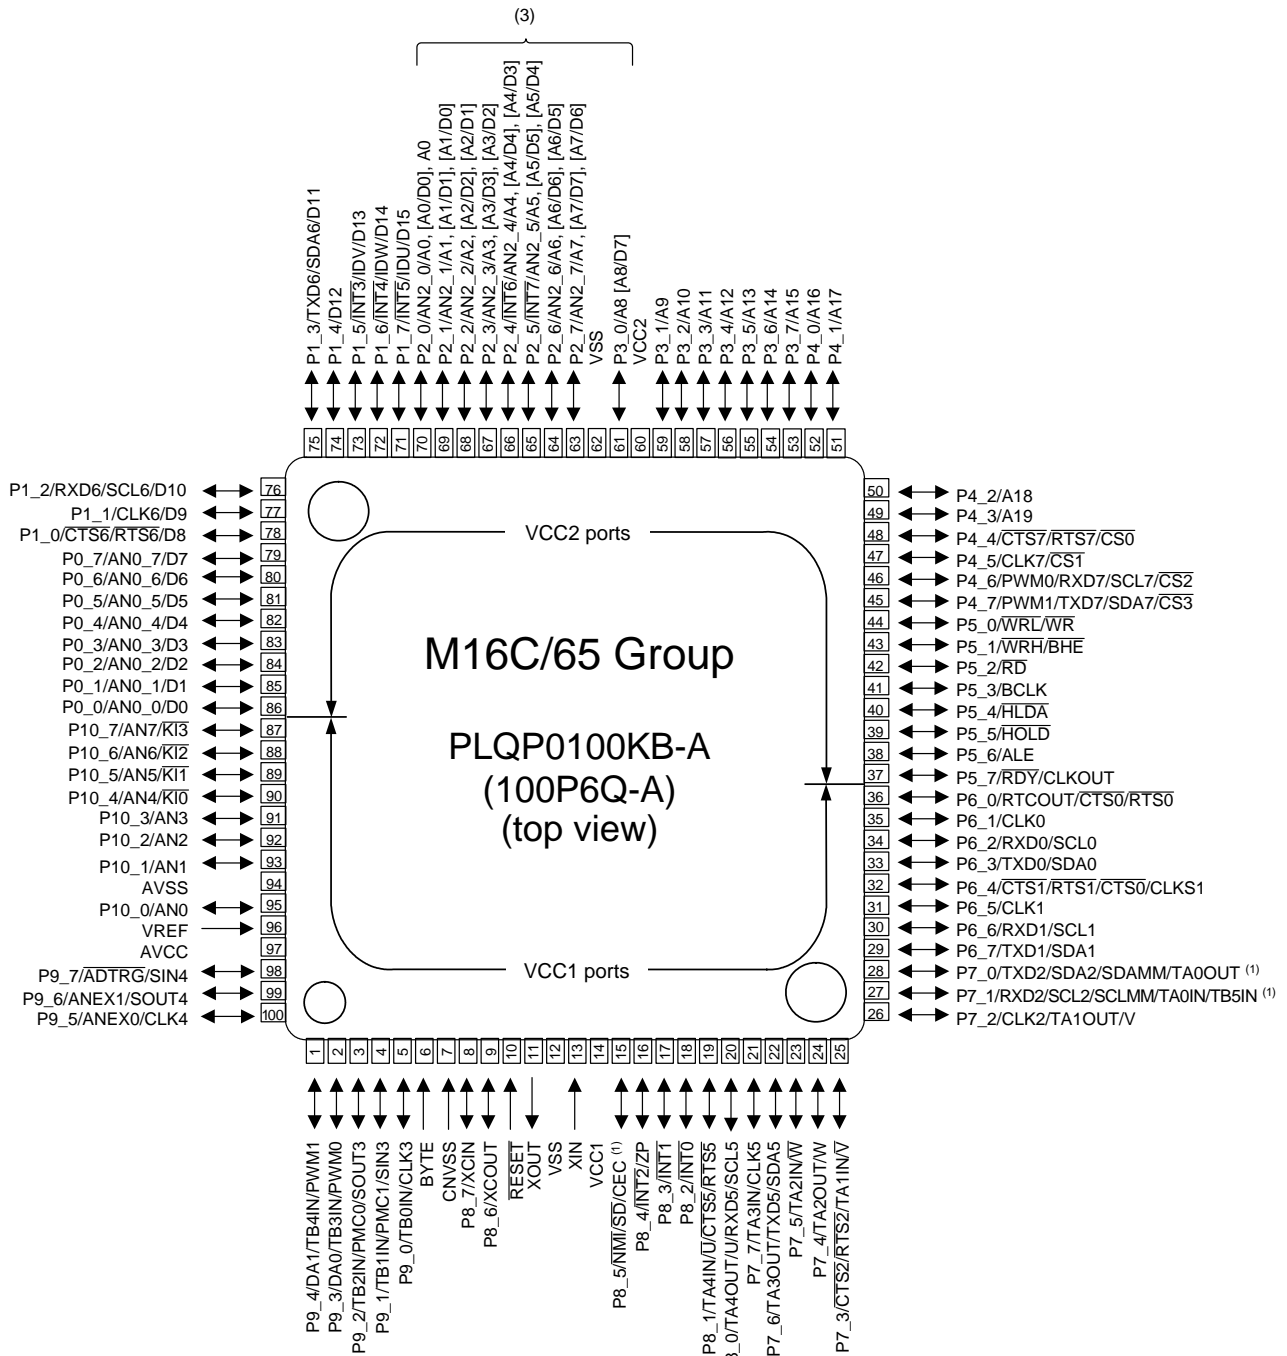 (3)
P1_3/TXD6/SDA6/D11
P1_4/D12
P1_5/INT3/IDV/D13
P1_6/INT4/IDW/D14
P1_7/INT5/IDU/D15
P2_0/AN2_0/A0, [A0/D0], A0
P2_1/AN2_1/A1, [A1/D1], [A1/D0]
P2_2/AN2_2/A2, [A2/D2], [A2/D1]
P2_3/AN2_3/A3, [A3/D3], [A3/D2]
P2_4/INT6/AN2_4/A4, [A4/D4], [A4/D3]
P2_5/INT7/AN2_5/A5, [A5/D5], [A5/D4]
P2_6/AN2_6/A6, [A6/D6], [A6/D5]
P2_7/AN2_7/A7, [A7/D7], [A7/D6]
VSS
P3_0/A8 [A8/D7]
VCC2
P3_1/A9
P3_2/A10
P3_3/A11
P3_4/A12
P3_5/A13
P3_6/A14
P3_7/A15
P4_0/A16
P4_1/A17
75 74 73 72 71 70 69 68 67 66 65 64 63 62 61 60 59 58 57 56 55 54 53 52 51
P1_2/RXD6/SCL6/D10 76
P1_1/CLK6/D9 77
P1_0/CTS6/RTS6/D8 78
P0_7/AN0_7/D7 79
P0_6/AN0_6/D6 80
P0_5/AN0_5/D5 81
P0_4/AN0_4/D4 82
P0_3/AN0_3/D3 83
P0_2/AN0_2/D2 84
P0_1/AN0_1/D1 85
P0_0/AN0_0/D0 86
P10_7/AN7/KI3 87
P10_6/AN6/KI2 88
P10_5/AN5/KI1 89
P10_4/AN4/KI0 90
P10_3/AN3 91
P10_2/AN2 92
P10_1/AN1 93
AVSS 94
P10_0/AN0 95
VREF 96
AVCC 97
P9_7/ADTRG/SIN4 98
P9_6/ANEX1/SOUT4 99
P9_5/ANEX0/CLK4 100
VCC2 ports
M16C/65 Group
PLQP0100KB-A
(100P6Q-A)
(top view)
VCC1 ports
50 P4_2/A18
49 P4_3/A19
48 P4_4/CTS7/RTS7/CS0
47 P4_5/CLK7/CS1
46 P4_6/PWM0/RXD7/SCL7/CS2
45 P4_7/PWM1/TXD7/SDA7/CS3
44 P5_0/WRL/WR
43 P5_1/WRH/BHE
42 P5_2/RD
41 P5_3/BCLK
40 P5_4/HLDA
39 P5_5/HOLD
38 P5_6/ALE
37 P5_7/RDY/CLKOUT
36 P6_0/RTCOUT/CTS0/RTS0
35 P6_1/CLK0
34 P6_2/RXD0/SCL0
33 P6_3/TXD0/SDA0
32 P6_4/CTS1/RTS1/CTS0/CLKS1
31 P6_5/CLK1
30 P6_6/RXD1/SCL1
29 P6_7/TXD1/SDA1
28 P7_0/TXD2/SDA2/SDAMM/TA0OUT (1)
27 P7_1/RXD2/SCL2/SCLMM/TA0IN/TB5IN (1)
26 P7_2/CLK2/TA1OUT/V
1 2 3 4 5 6 7 8 9 10 11 12 13 14 15 16 17 18 19 20 21 22 23 24 25
P9_4/DA1/TB4IN/PWM1
P9_3/DA0/TB3IN/PWM0
P9_2/TB2IN/PMC0/SOUT3
P9_1/TB1IN/PMC1/SIN3
P9_0/TB0IN/CLK3
BYTE
CNVSS
P8_7/XCIN
P8_6/XCOUT
RESET
XOUT
VSS
XIN
VCC1
P8_5/NMI/SD/CEC (1)
P8_4/INT2/ZP
P8_3/INT1
P8_2/INT0
P8_1/TA4IN/U/CTS5/RTS5
_0/TA4OUT/U/RXD5/SCL5
P7_7/TA3IN/CLK5
P7_6/TA3OUT/TXD5/SDA5
P7_5/TA2IN/W
P7_4/TA2OUT/W
P7_3/CTS2/RTS2/TA1IN/V